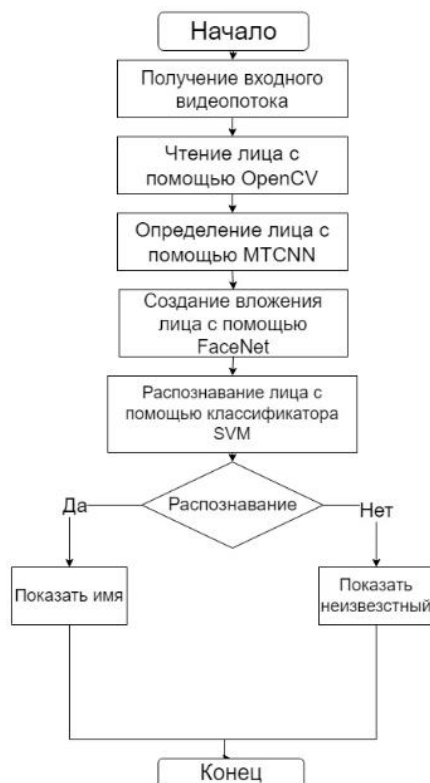 Начало
Получение входного
видеопотока
Чтение лица с
помощью OpenCV
Определение лица с
помощью MTCNN
Создание вложения
лица с помощью
FaceNet
Распознавание лица с
помощью классификатора
SVM
Распознавание
Да
Нет
Показать имя
Показать
неизвезстный
Конец